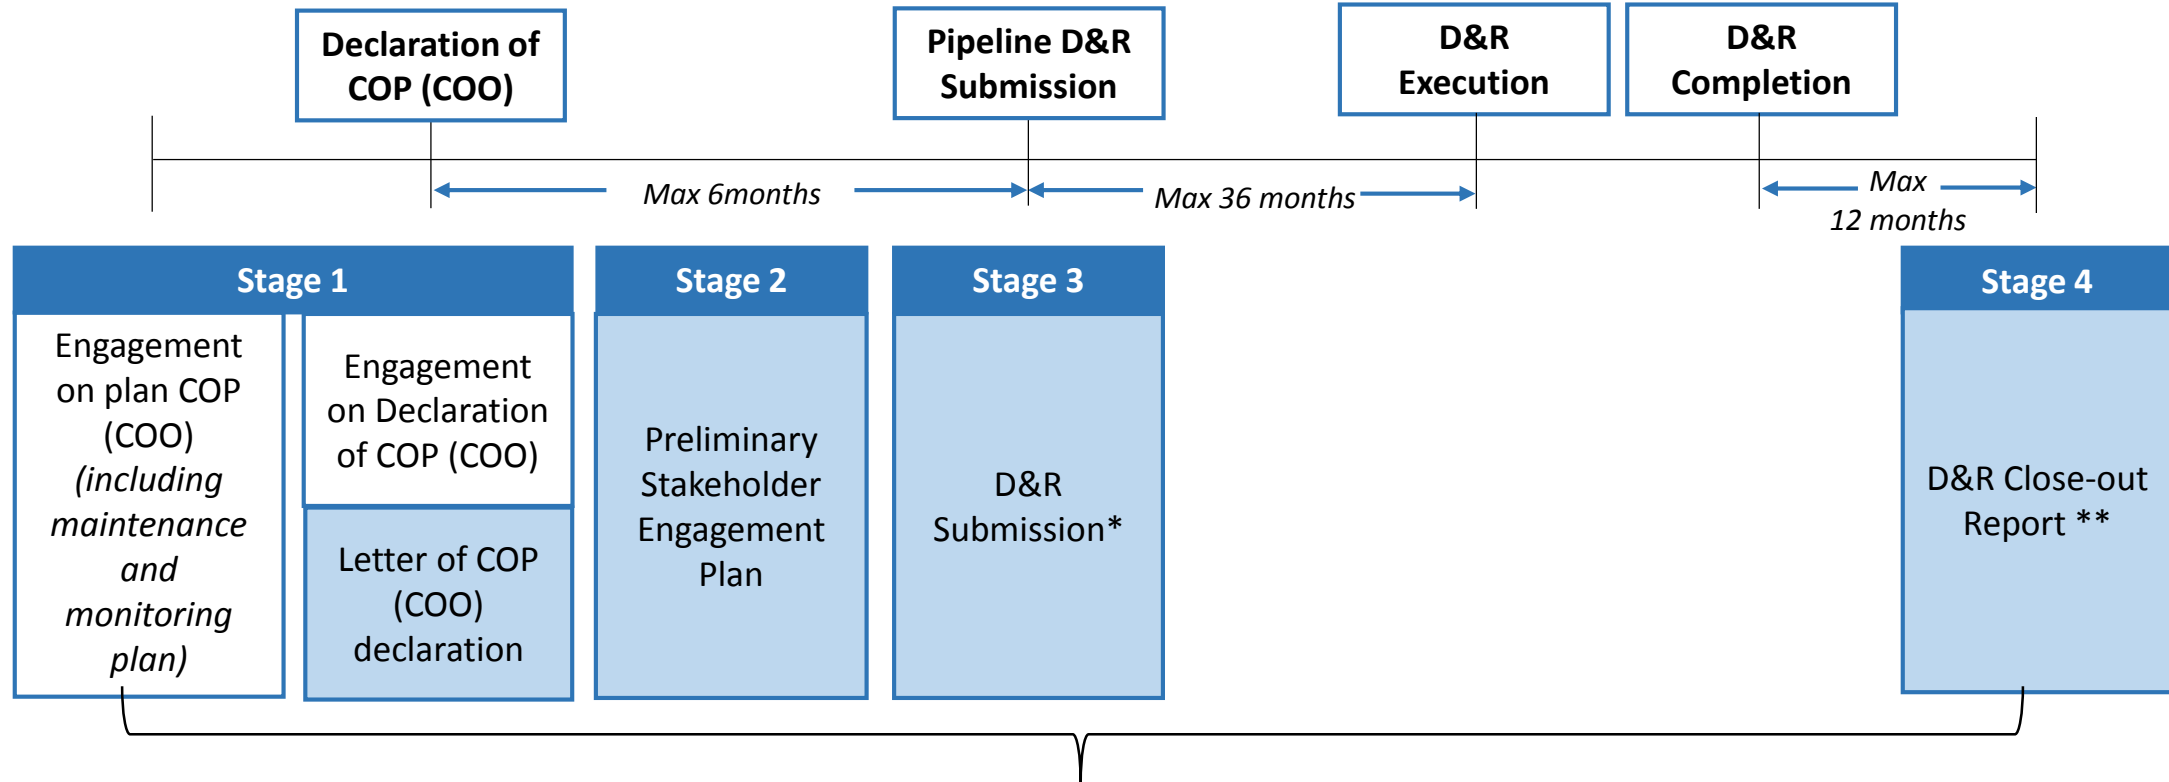 Declaration of
COP (COO)
Pipeline D&R
Submission
D&R
Execution
D&R
Completion
Max 6months
Max 36 months
Max
12 months
Stage 1
Engagement
on plan COP
(COO)
(including
maintenance
and
monitoring
plan)
Engagement
on Declaration
of COP (COO)
Letter of COP
(COO)
declaration
Stage 2
Preliminary
Stakeholder
Engagement
Plan
Stage 3
D&R
Submission*
Stage 4
D&R Close-out
Report **